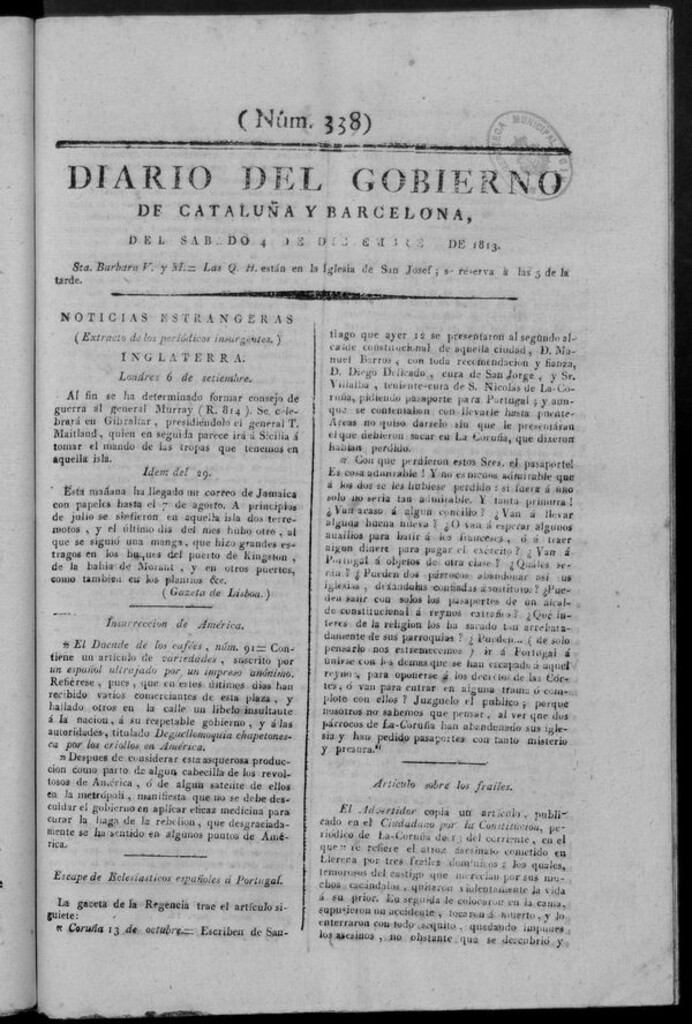 (Núm. 338)
DIARIO DEL GOBIERNO
DE CATALUÑA Y BARCELONA,
DEL SABADO 4 DE DICIEMBRE DE 1813.
Sta. Barbara V. y M.= Las Q. H. están en la Iglesia de San Josef; se reserva á las 5 de la
tarde.
NOTICIAS ESTRANGERAS
(Extracto de los periódicos insurgentes.)
INGLATERRA.
Londres 6 de setiembre.
Al fin se ha determinado formar consejo de
guerra al general Murray (R. 814). Se cele-
brará en Gibraltar, presidiéndolo el general T.
Maitland, quien en seguida parece irá á Sicilia á
tomar el mando de las tropas que tenemos en
aquella isla.
Idem del 29.
Esta mañana ha llegado un correo de Jamaica
con papeles hasta el 7 de agosto. A principios
de julio se sintieron en aquella isla dos terre-
motos, y el último dia del mes hubo otro, al
que se siguió una manga, que hizo grandes es-
tragos en los buques del puerto de Kingston,
de la bahía de Morant, y en otros puertos,
como tambien en los plantios &c.
(Gazeta de Lisboa.)
Insurreccion de América.
" El Duende de los cafées, núm. 91= Con-
tiene un articulo de variedades, suscrito por
un español ultrajado por un impreso anónimo.
Refiérese, pues, que en estos últimos dias han
recibido varios comerciantes de esta plaza, y
hallado otros en la calle un libelo insultante
á la nacion, á su respetable gobierno, y á las
autoridades, titulado Deguellomoquia chapetones-
ca por los criollos en América.
" Despues de considerar esta asquerosa produc-
cion como parto de algun cabecilla de los revol-
tosos de América, ó de algun satelite de ellos
en la metrópoli, manifiesta que no se debe des-
cuidar el gobierno en aplicar eficaz medicina para
curar la llaga de la rebelion, que desgraciada-
mente se ha sentido en algunos puntos de Amé-
rica.
Escape de Eclesiasticos españoles á Portugal.
La gaceta de la Regencia trae el artículo si-
guiete:
" Coruña 13 de octubre= Escriben de San-
tiago que ayer 12 se presentaron al segundo al-
calde constitucional de aquella ciudad, D. Ma-
nuel Barros, con toda recomendacion y fianza,
D. Diego Delicado, cura de San Jorge, y Sr.
Villalba, teniente-cura de S. Nicolas de La-Co-
ruña, pidiendo pasaporte para Portugal; y aun-
que se contentaban con llevarle hasta puente-
Areas no quiso darselo sin que le presentáran
el que debieron sacar en La Coruña, que dixeron
habian perdido.
" Con que perdieron estos Sres. el pasaporte!
Es cosa admirable! Y no es menos admirable que
á los dos se les hubiese perdido: si fuera á uno
solo no seria tan admirable. Y tanta primura!
¿ Van acaso á algun concilio? ¿ Van á llevar
alguna buena nueva? ¿ O van á esperar algunos
auxilios para batir á los franceses, ó á traer
algun dinero para pagar el exército? ¿ Van á
Portugal á objetos de otra clase? ¿ Quáles se-
rán? ¿ Pueden dos párrocos abandonar asi sus
iglesias, dexandolas confiadas á sostituto? ¿ Pue-
den salir con solos los pasaportes de un alcal-
de constitucional á reynos extraños? ¿ Qué in-
teres de la religion los ha sacado tan arrebata-
damente de sus parroquias? ¿ Pueden... (de solo
pensarlo nos extremecemos) ir á Portugal á
unirse con los demas que se han escapado á aquel
reyno, para oponerse á los decretos de las Cór-
tes, ó van para entrar en alguna trama ó com-
plote con ellos? Juzguelo el publico; porque
nosotros no sabemos que pensar, al ver que dos
párrocos de La-Coruña han abandonado sus igle-
sia y han pedido pasaportes con tanto misterio
y presura."
Artículo sobre los frailes.
El Advertidor copia un artículo, publi-
cado en el Ciudadano por la Constitucion, pe-
riódico de La-Coruña de 13 del corriente, en el
que " re refiere el atroz asesinato cometido en
Llerena por tres frailes dominicos: los quales,
temorosos del castigo que merecian por sus mu-
chos escándalos, quitaron violentamente la vida
á su prior. En seguida le colocaron en la cama,
supusieron un accidente, tocaron á muerto, y lo
enterraron con todo sequito, quedando impunes
los asesinos, no obstante que se descubrió y